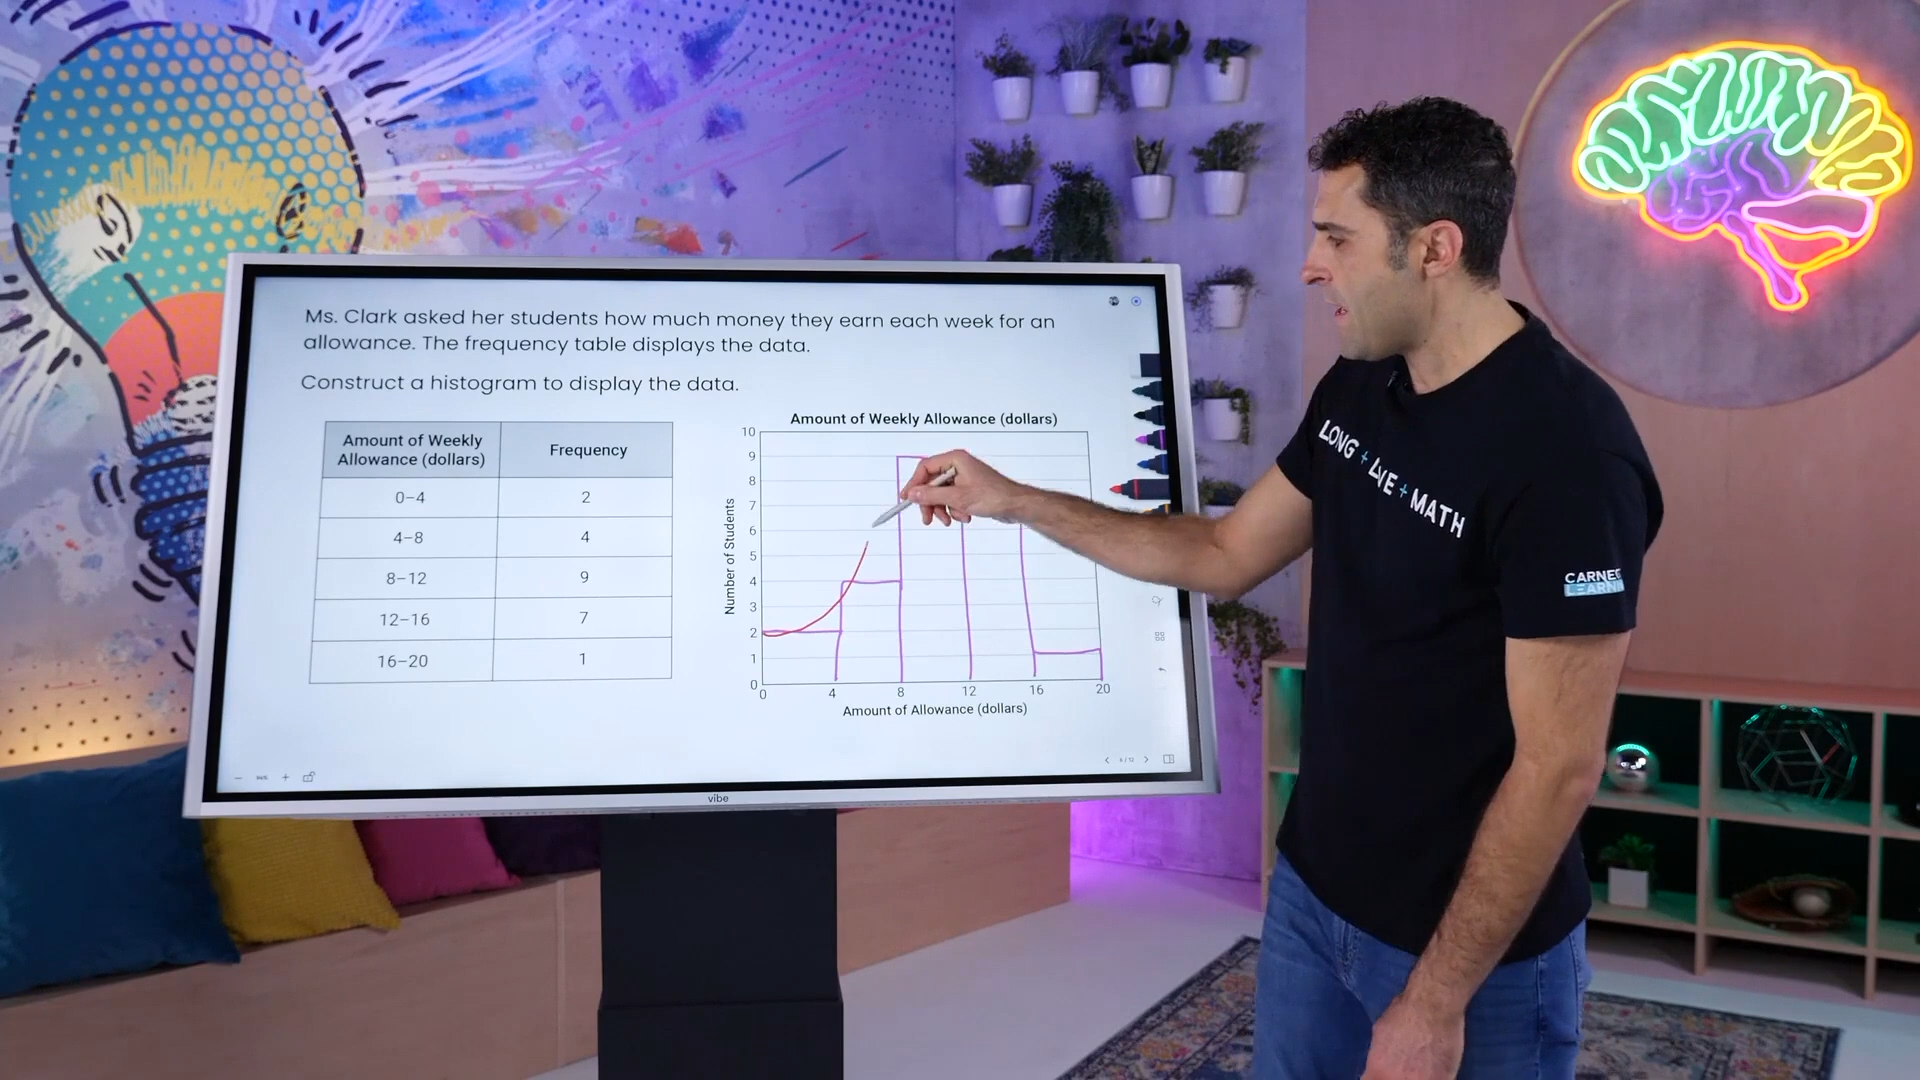 Ms. Clark asked her students how much money they earn each week for an
allowance. The frequency table displays the data.
Construct a histogram to display the data.
Amount of Weekly
Allowance (dollars)
Frequency
0–4
2
4–8
4
8–12
9
12–16
7
16–20
1
Amount of Weekly Allowance (dollars)
Number of Students
10
9
8
7
6
5
4
3
2
1
0
0
4
8
12
16
20
Amount of Allowance (dollars)
vibe
LONG + LIVE + MATH
CARNEG
LEARNIN